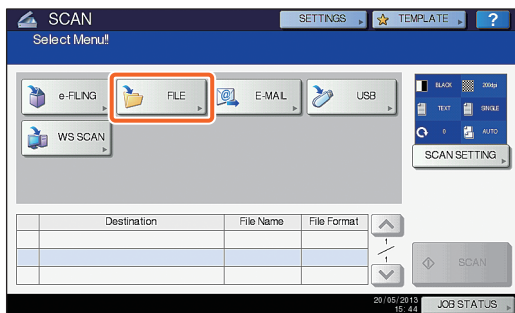 SCAN
SETTINGS
TEMPLATE
?
Select Menu!!
e-FILING
FILE
E-MAIL
USB
WS SCAN
BLACK
200dpi
TEXT
SINGLE
0
AUTO
SCAN SETTING
Destination
File Name
File Format
1
1
SCAN
20/05/2013
15:44
JOB STATUS